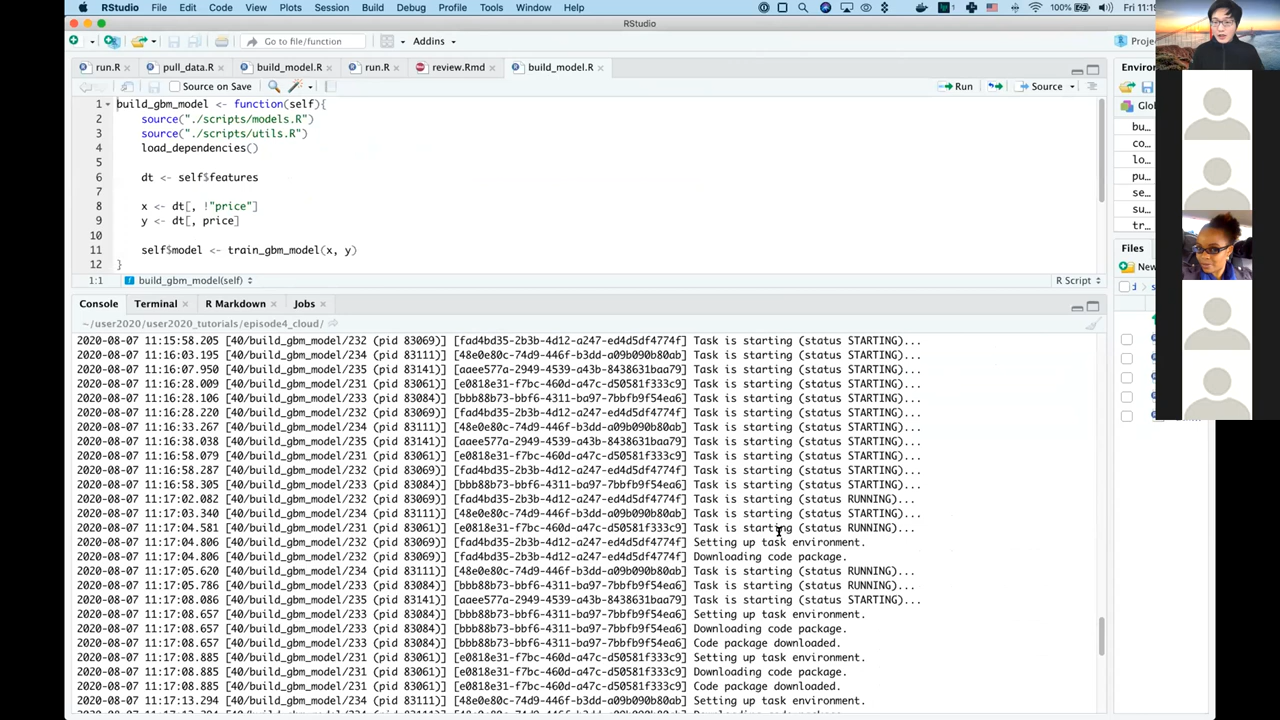 RStudio File Edit Code View Plots Session Build Debug Profile Tools Window Help 1 100% Fri 11:19
RStudio
Go to file/function Addins Proje
run.R pull_data.R build_model.R run.R review.Rmd build_model.R Environ
Source on Save Run Source
1 build_gbm_model <- function(self){ Glo
2 source("./scripts/models.R") bu…
3 source("./scripts/utils.R") co…
4 load_dependencies() lo…
5 pu…
6 dt <- self$features se…
7 su…
8 x <- dt[, !"price"] tr…
9 y <- dt[, price]
10 Files
11 self$model <- train_gbm_model(x, y)
12 } New
1:1 build_gbm_model(self) R Script
Console Terminal R Markdown Jobs
~/user2020/user2020_tutorials/episode4_cloud/
2020-08-07 11:15:58.205 [40/build_gbm_model/232 (pid 83069)] [fad4bd35-2b3b-4d12-a247-ed4d5df4774f] Task is starting (status STARTING)...
2020-08-07 11:16:03.195 [40/build_gbm_model/234 (pid 83111)] [48e0e80c-74d9-446f-b3dd-a09b090b80ab] Task is starting (status STARTING)...
2020-08-07 11:16:07.950 [40/build_gbm_model/235 (pid 83141)] [aaee577a-2949-4539-a43b-8438631baa79] Task is starting (status STARTING)...
2020-08-07 11:16:28.009 [40/build_gbm_model/231 (pid 83061)] [e0818e31-f7bc-460d-a47c-d50581f333c9] Task is starting (status STARTING)...
2020-08-07 11:16:28.106 [40/build_gbm_model/233 (pid 83084)] [bbb88b73-bbf6-4311-ba97-7bbfb9f54ea6] Task is starting (status STARTING)...
2020-08-07 11:16:28.220 [40/build_gbm_model/232 (pid 83069)] [fad4bd35-2b3b-4d12-a247-ed4d5df4774f] Task is starting (status STARTING)...
2020-08-07 11:16:33.267 [40/build_gbm_model/234 (pid 83111)] [48e0e80c-74d9-446f-b3dd-a09b090b80ab] Task is starting (status STARTING)...
2020-08-07 11:16:38.038 [40/build_gbm_model/235 (pid 83141)] [aaee577a-2949-4539-a43b-8438631baa79] Task is starting (status STARTING)...
2020-08-07 11:16:58.079 [40/build_gbm_model/231 (pid 83061)] [e0818e31-f7bc-460d-a47c-d50581f333c9] Task is starting (status STARTING)...
2020-08-07 11:16:58.287 [40/build_gbm_model/232 (pid 83069)] [fad4bd35-2b3b-4d12-a247-ed4d5df4774f] Task is starting (status STARTING)...
2020-08-07 11:16:58.305 [40/build_gbm_model/233 (pid 83084)] [bbb88b73-bbf6-4311-ba97-7bbfb9f54ea6] Task is starting (status STARTING)...
2020-08-07 11:17:02.082 [40/build_gbm_model/232 (pid 83069)] [fad4bd35-2b3b-4d12-a247-ed4d5df4774f] Task is starting (status RUNNING)...
2020-08-07 11:17:03.340 [40/build_gbm_model/234 (pid 83111)] [48e0e80c-74d9-446f-b3dd-a09b090b80ab] Task is starting (status STARTING)...
2020-08-07 11:17:04.581 [40/build_gbm_model/231 (pid 83061)] [e0818e31-f7bc-460d-a47c-d50581f333c9] Task is starting (status RUNNING)...
2020-08-07 11:17:04.806 [40/build_gbm_model/232 (pid 83069)] [fad4bd35-2b3b-4d12-a247-ed4d5df4774f] Setting up task environment.
2020-08-07 11:17:04.806 [40/build_gbm_model/232 (pid 83069)] [fad4bd35-2b3b-4d12-a247-ed4d5df4774f] Downloading code package.
2020-08-07 11:17:05.620 [40/build_gbm_model/234 (pid 83111)] [48e0e80c-74d9-446f-b3dd-a09b090b80ab] Task is starting (status RUNNING)...
2020-08-07 11:17:05.786 [40/build_gbm_model/233 (pid 83084)] [bbb88b73-bbf6-4311-ba97-7bbfb9f54ea6] Task is starting (status RUNNING)...
2020-08-07 11:17:08.086 [40/build_gbm_model/235 (pid 83141)] [aaee577a-2949-4539-a43b-8438631baa79] Task is starting (status STARTING)...
2020-08-07 11:17:08.657 [40/build_gbm_model/233 (pid 83084)] [bbb88b73-bbf6-4311-ba97-7bbfb9f54ea6] Setting up task environment.
2020-08-07 11:17:08.657 [40/build_gbm_model/233 (pid 83084)] [bbb88b73-bbf6-4311-ba97-7bbfb9f54ea6] Downloading code package.
2020-08-07 11:17:08.657 [40/build_gbm_model/233 (pid 83084)] [bbb88b73-bbf6-4311-ba97-7bbfb9f54ea6] Code package downloaded.
2020-08-07 11:17:08.885 [40/build_gbm_model/231 (pid 83061)] [e0818e31-f7bc-460d-a47c-d50581f333c9] Setting up task environment.
2020-08-07 11:17:08.885 [40/build_gbm_model/231 (pid 83061)] [e0818e31-f7bc-460d-a47c-d50581f333c9] Downloading code package.
2020-08-07 11:17:08.885 [40/build_gbm_model/231 (pid 83061)] [e0818e31-f7bc-460d-a47c-d50581f333c9] Code package downloaded.
2020-08-07 11:17:13.294 [40/build_gbm_model/234 (pid 83111)] [48e0e80c-74d9-446f-b3dd-a09b090b80ab] Setting up task environment.